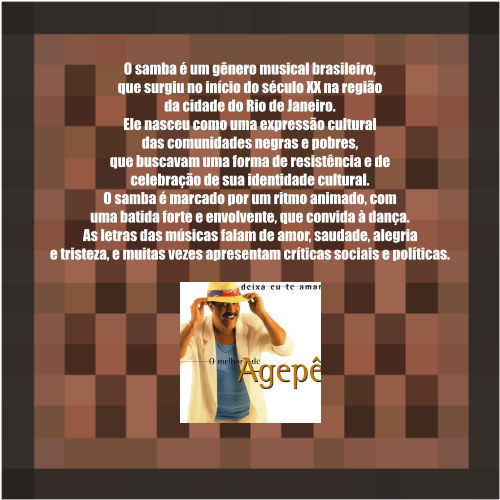 O samba é um gênero musical brasileiro,
que surgiu no início do século XX na região
da cidade do Rio de Janeiro.
Ele nasceu como uma expressão cultural
das comunidades negras e pobres,
que buscavam uma forma de resistência e de
celebração de sua identidade cultural.
O samba é marcado por um ritmo animado, com
uma batida forte e envolvente, que convida à dança.
As letras das músicas falam de amor, saudade, alegria
e tristeza, e muitas vezes apresentam críticas sociais e políticas.
deixa eu te amar
O melhor de
Agepê